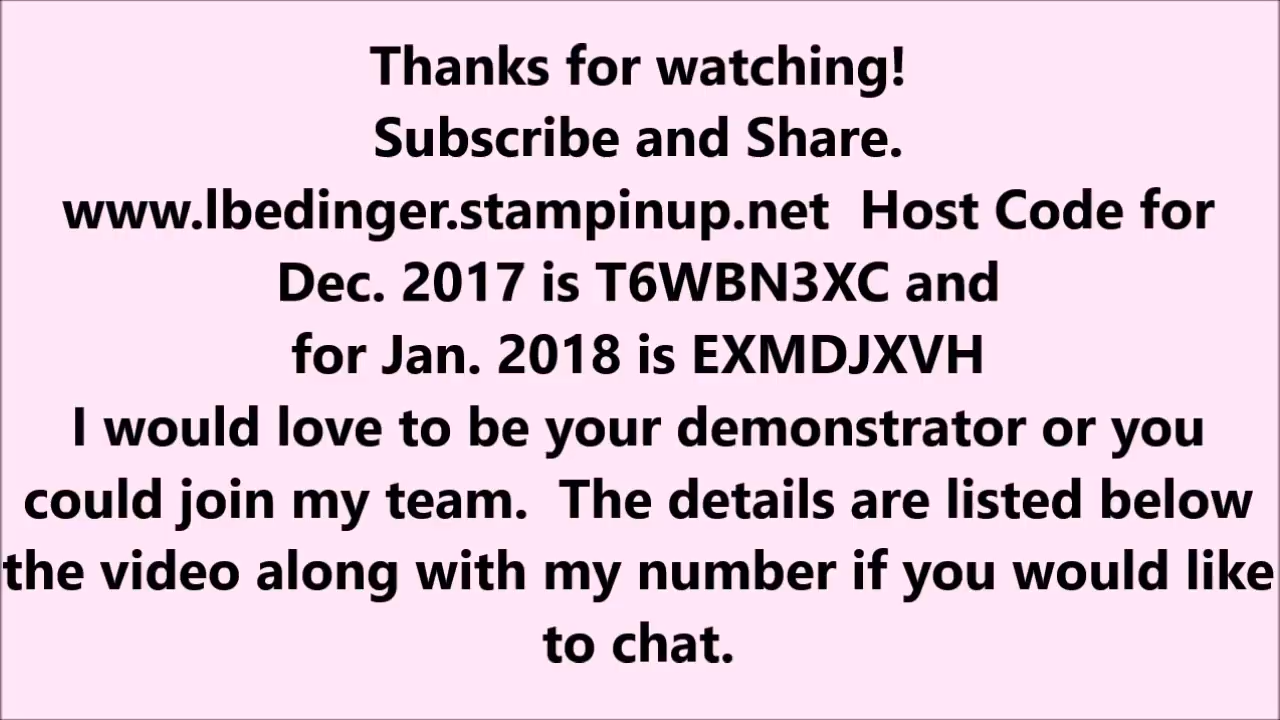 Thanks for watching!
Subscribe and Share.
www.lbedinger.stampinup.net  Host Code for
Dec. 2017 is T6WBN3XC and
for Jan. 2018 is EXMDJXVH
I would love to be your demonstrator or you
could join my team.  The details are listed below
the video along with my number if you would like
to chat.